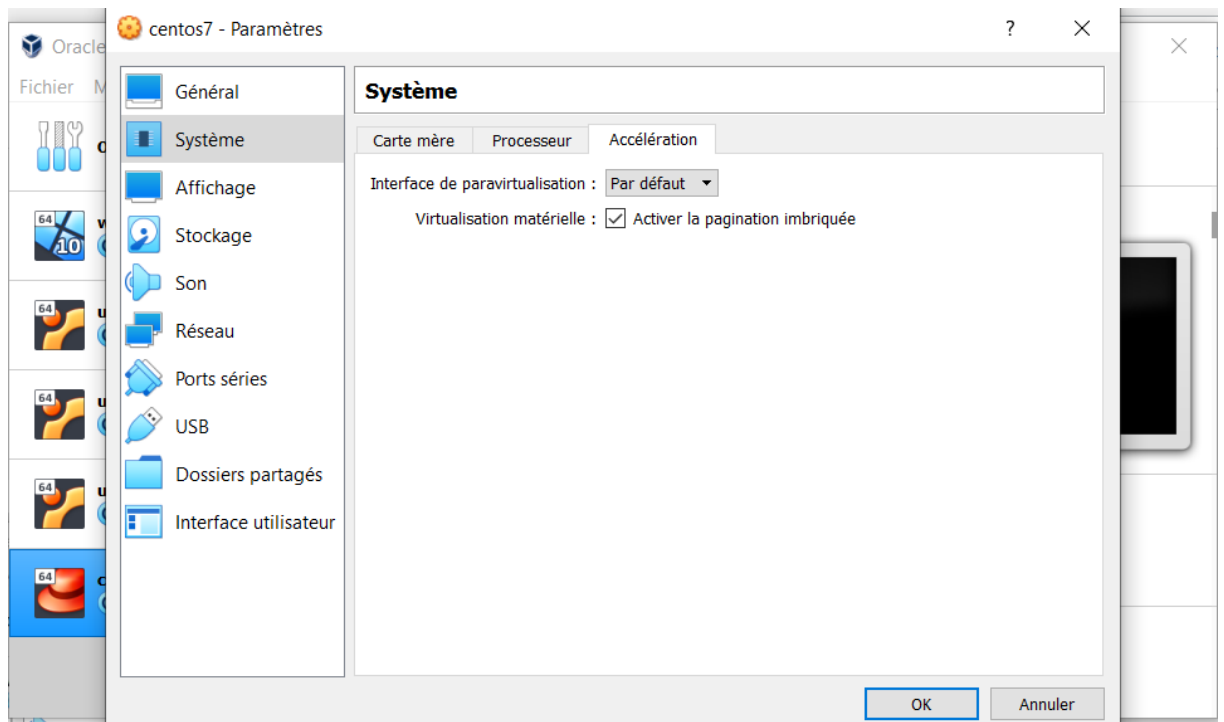 centos7 - Paramètres
?
Oracle
Fichier
Général
Système
Affichage
Stockage
Son
Réseau
Ports séries
USB
Dossiers partagés
Interface utilisateur
Système
Carte mère Processeur Accélération
Interface de paravirtualisation : Par défaut
Virtualisation matérielle : Activer la pagination imbriquée
64
10
64
64
64
64
OK Annuler